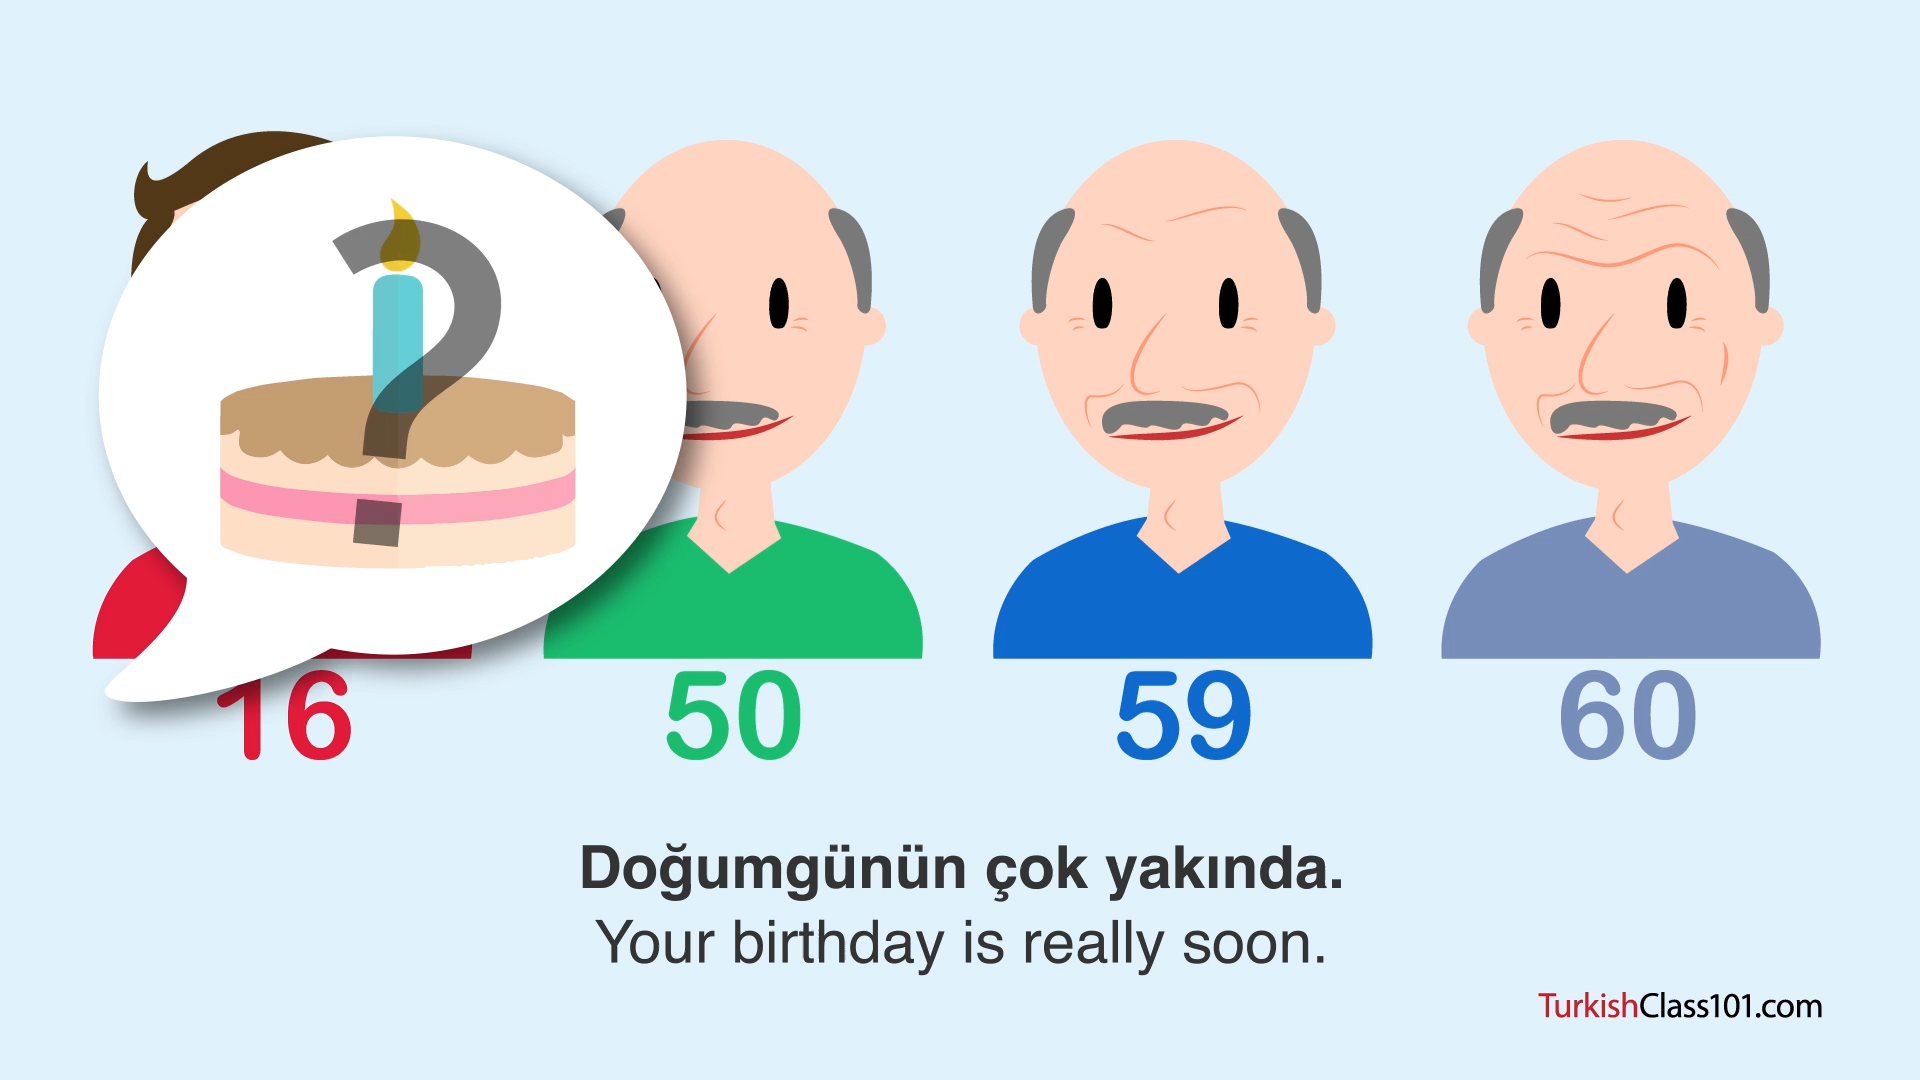 ?
16 50 59 60
Doğumgünün çok yakında.
Your birthday is really soon.
TurkishClass101.com